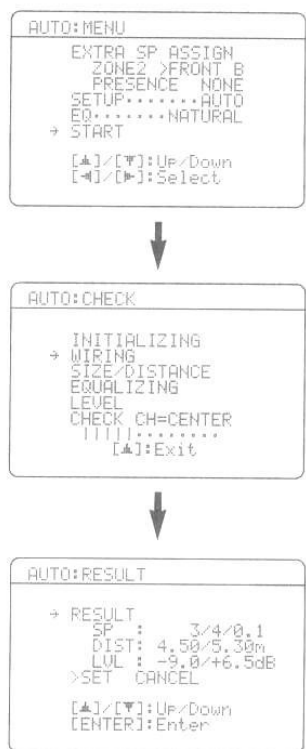 AUTO:MENU
EXTRA SP ASSIGN
ZONE2 >FRONT B
PRESENCE NONE
SETUP·······AUTO
EQ·······NATURAL
→ START
[▲]/[▼]:Up/Down
[◀]/[▶]:Select
AUTO:CHECK
INITIALIZING
→ WIRING
SIZE/DISTANCE
EQUALIZING
LEVEL
CHECK CH=CENTER
|||||·········
[▲]:Exit
AUTO:RESULT
→ RESULT
SP : 3/4/0.1
DIST: 4.50/5.30m
LVL : -9.0/+6.5dB
>SET CANCEL
[▲]/[▼]:Up/Down
[ENTER]:Enter